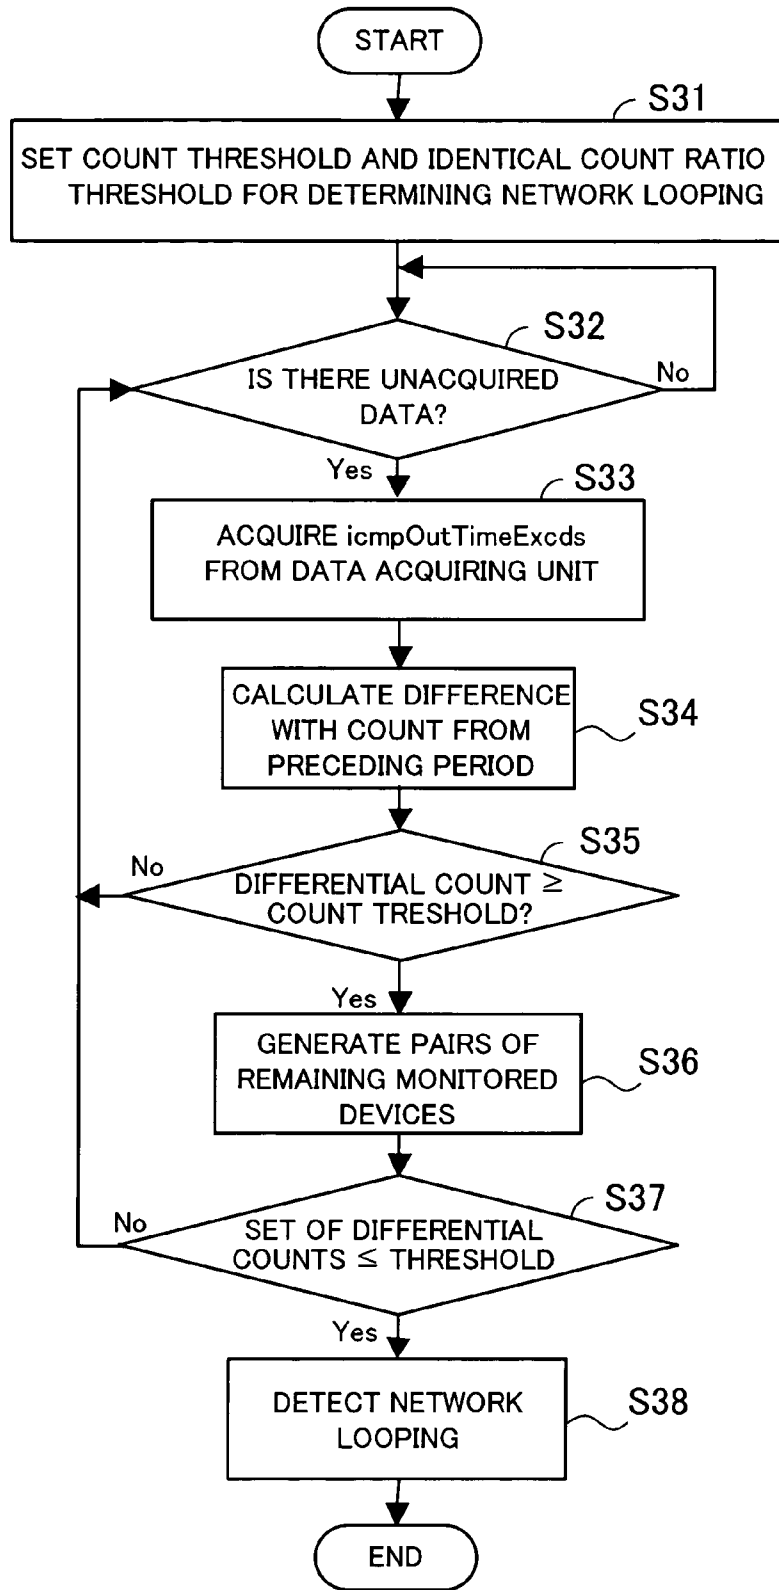 START
S31
SET COUNT THRESHOLD AND IDENTICAL COUNT RATIO
THRESHOLD FOR DETERMINING NETWORK LOOPING
S32
IS THERE UNACQUIRED
DATA?
No
Yes
S33
ACQUIRE icmpOutTimeExcds
FROM DATA ACQUIRING UNIT
CALCULATE DIFFERENCE
WITH COUNT FROM
PRECEDING PERIOD
S34
S35
No
DIFFERENTIAL COUNT ≥
COUNT TRESHOLD?
Yes
GENERATE PAIRS OF
REMAINING MONITORED
DEVICES
S36
S37
No
SET OF DIFFERENTIAL
COUNTS ≤ THRESHOLD
Yes
DETECT NETWORK
LOOPING
S38
END